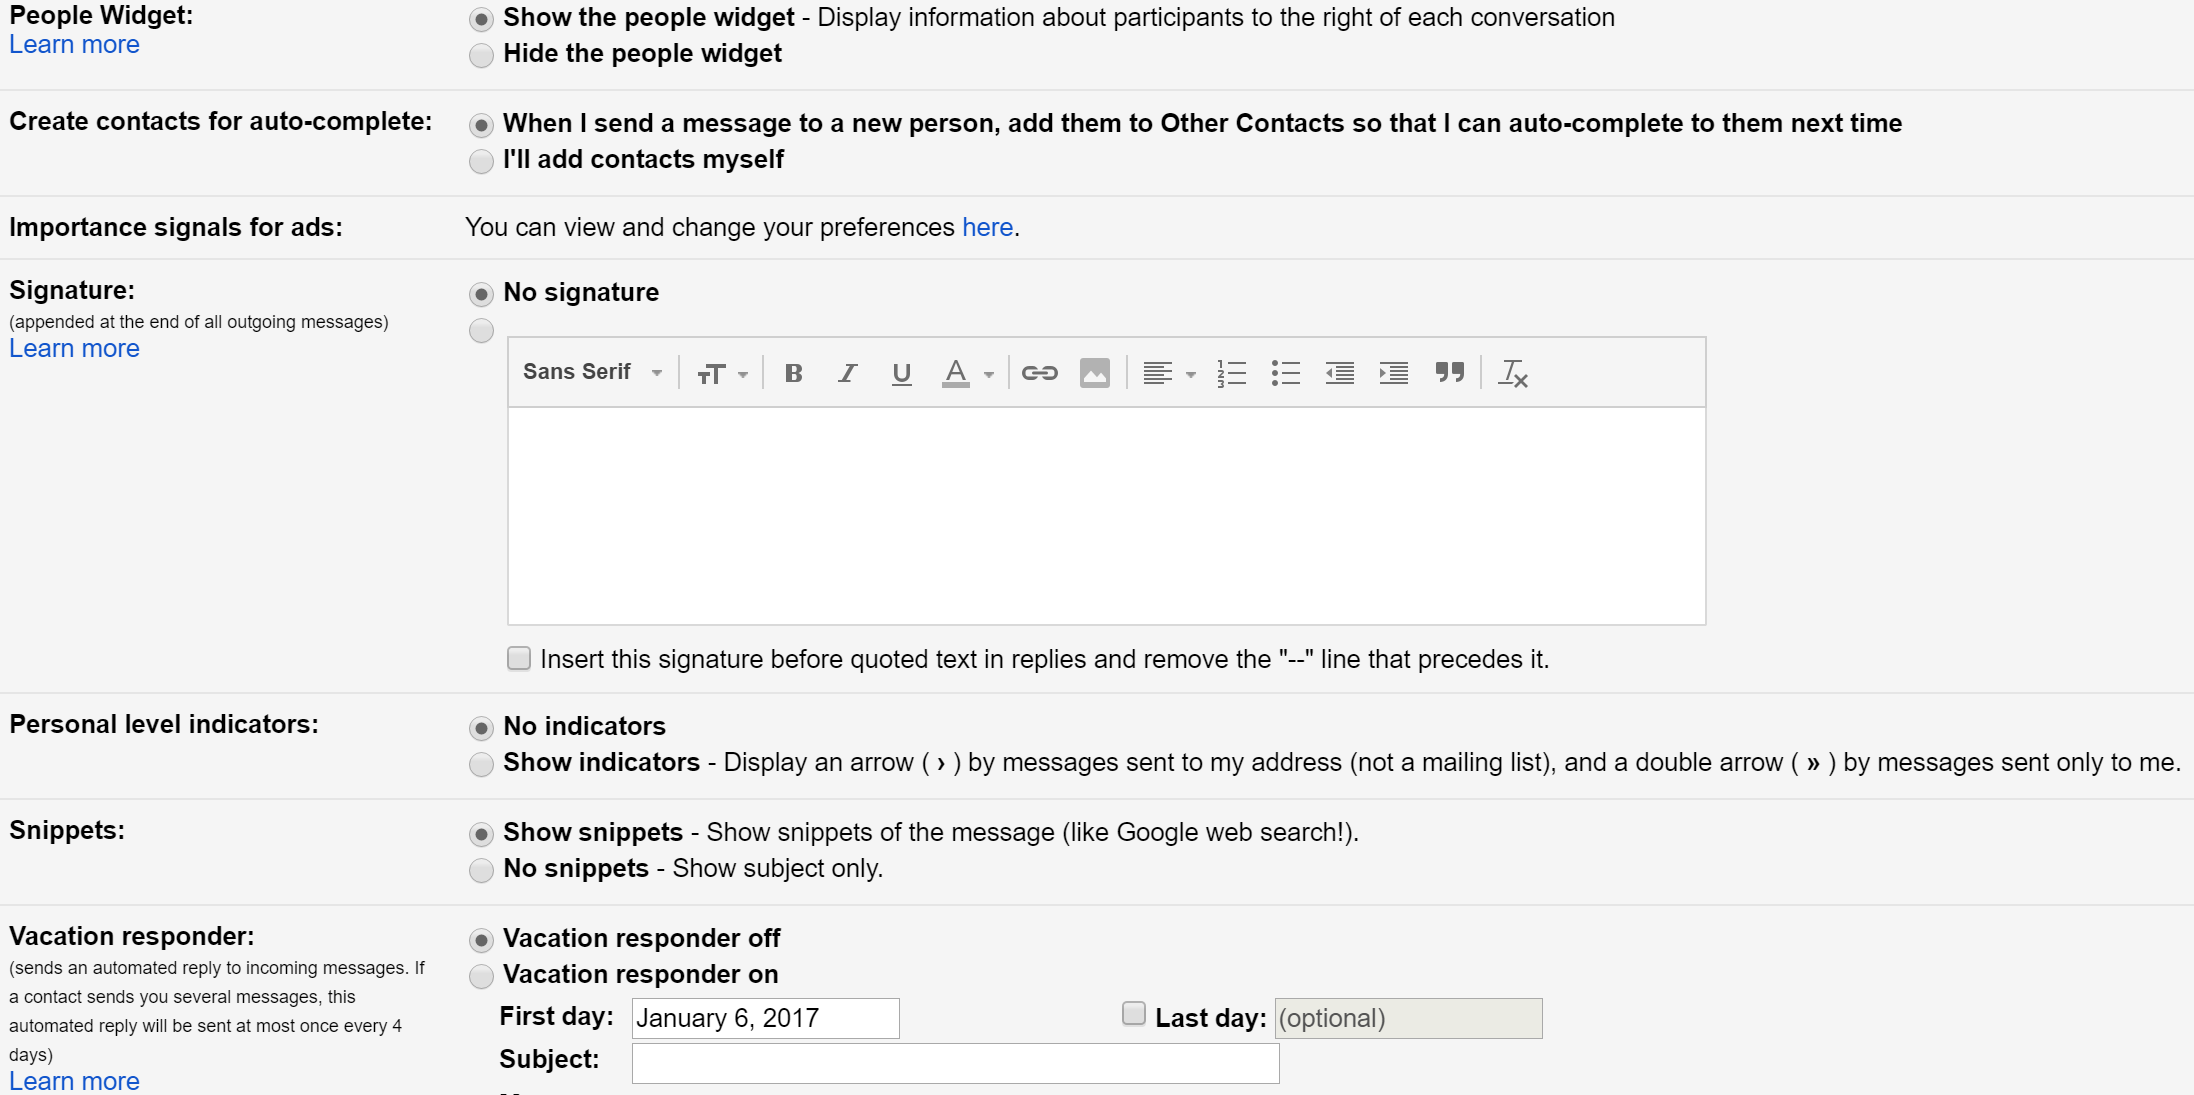 People Widget:
Show the people widget - Display information about participants to the right of each conversation
Learn more
Hide the people widget
Create contacts for auto-complete:
When I send a message to a new person, add them to Other Contacts so that I can auto-complete to them next time
I'll add contacts myself
Importance signals for ads:
You can view and change your preferences here.
Signature:
No signature
(appended at the end of all outgoing messages)
Learn more
Sans Serif
Insert this signature before quoted text in replies and remove the "--" line that precedes it.
Personal level indicators:
No indicators
Show indicators - Display an arrow ( › ) by messages sent to my address (not a mailing list), and a double arrow ( » ) by messages sent only to me.
Snippets:
Show snippets - Show snippets of the message (like Google web search!).
No snippets - Show subject only.
Vacation responder:
(sends an automated reply to incoming messages. If
a contact sends you several messages, this
automated reply will be sent at most once every 4
days)
Learn more
Vacation responder off
Vacation responder on
First day: January 6, 2017 Last day: (optional)
Subject: